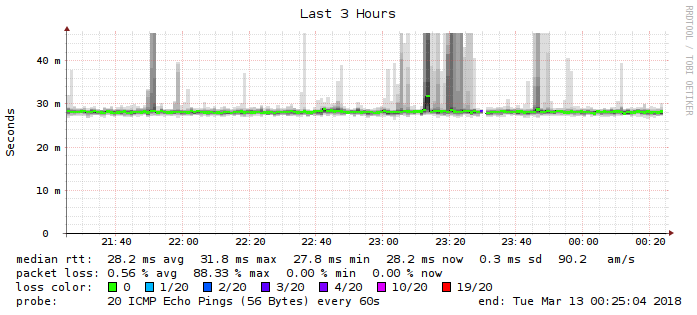 Last 3 Hours
RRDTOOL / TOBI OETIKER
Seconds
40 m
30 m
20 m
10 m
0
21:40 22:00 22:20 22:40 23:00 23:20 23:40 00:00 00:20
median rtt: 28.2 ms avg 31.8 ms max 27.8 ms min 28.2 ms now 0.3 ms sd 90.2 am/s
packet loss: 0.56 % avg 88.33 % max 0.00 % min 0.00 % now
loss color: 0 1/20 2/20 3/20 4/20 10/20 19/20
probe: 20 ICMP Echo Pings (56 Bytes) every 60s end: Tue Mar 13 00:25:04 2018